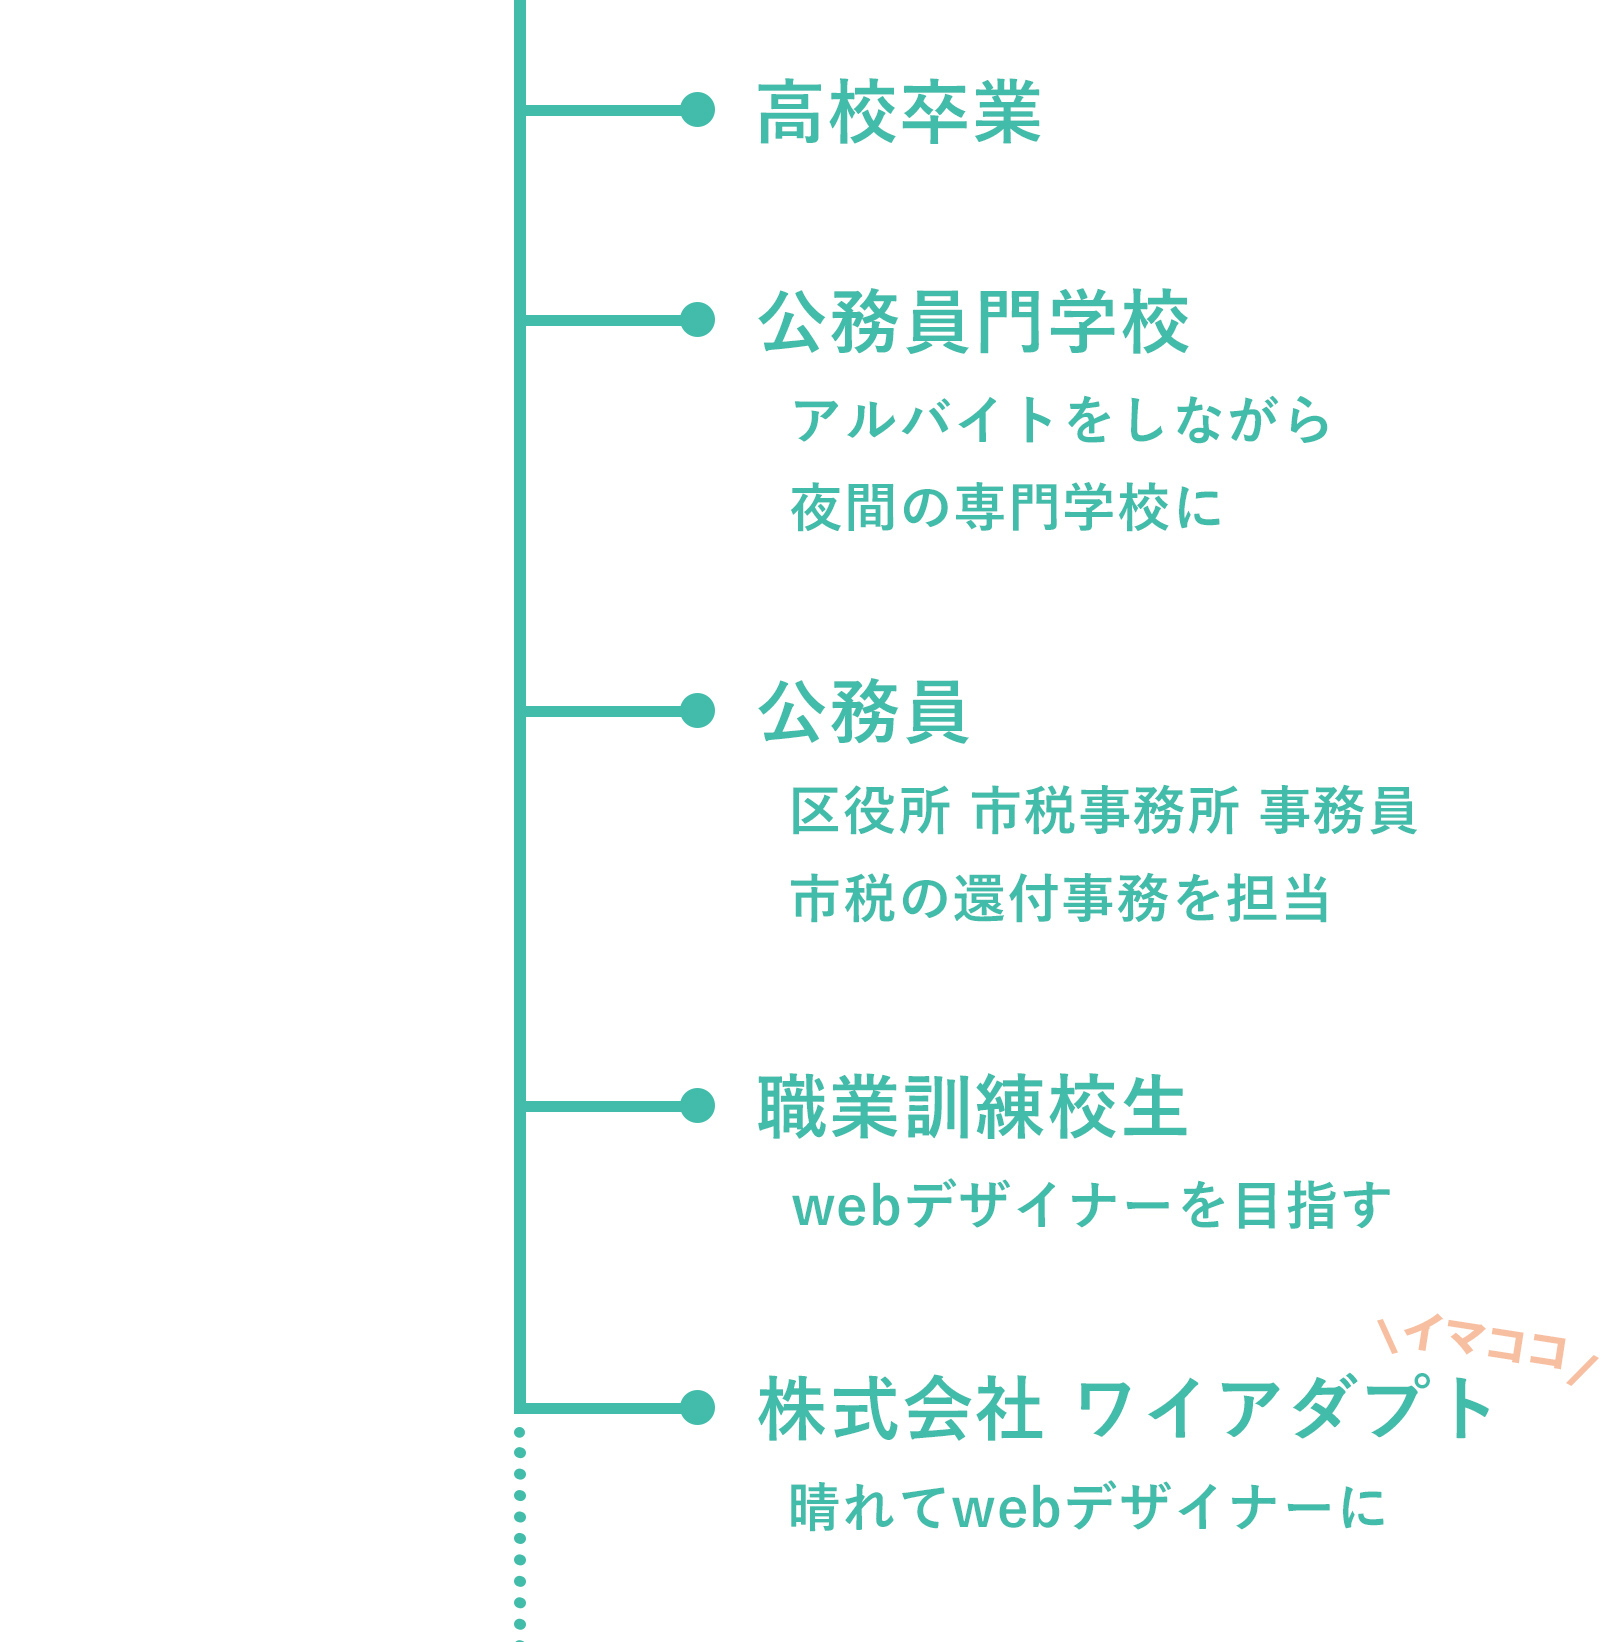 高校卒業
公務員門学校
アルバイトをしながら
夜間の専門学校に
公務員
区役所 市税事務所 事務員
市税の還付事務を担当
職業訓練校生
webデザイナーを目指す
\イマココ/
株式会社 ワイアダプト
晴れてwebデザイナーに